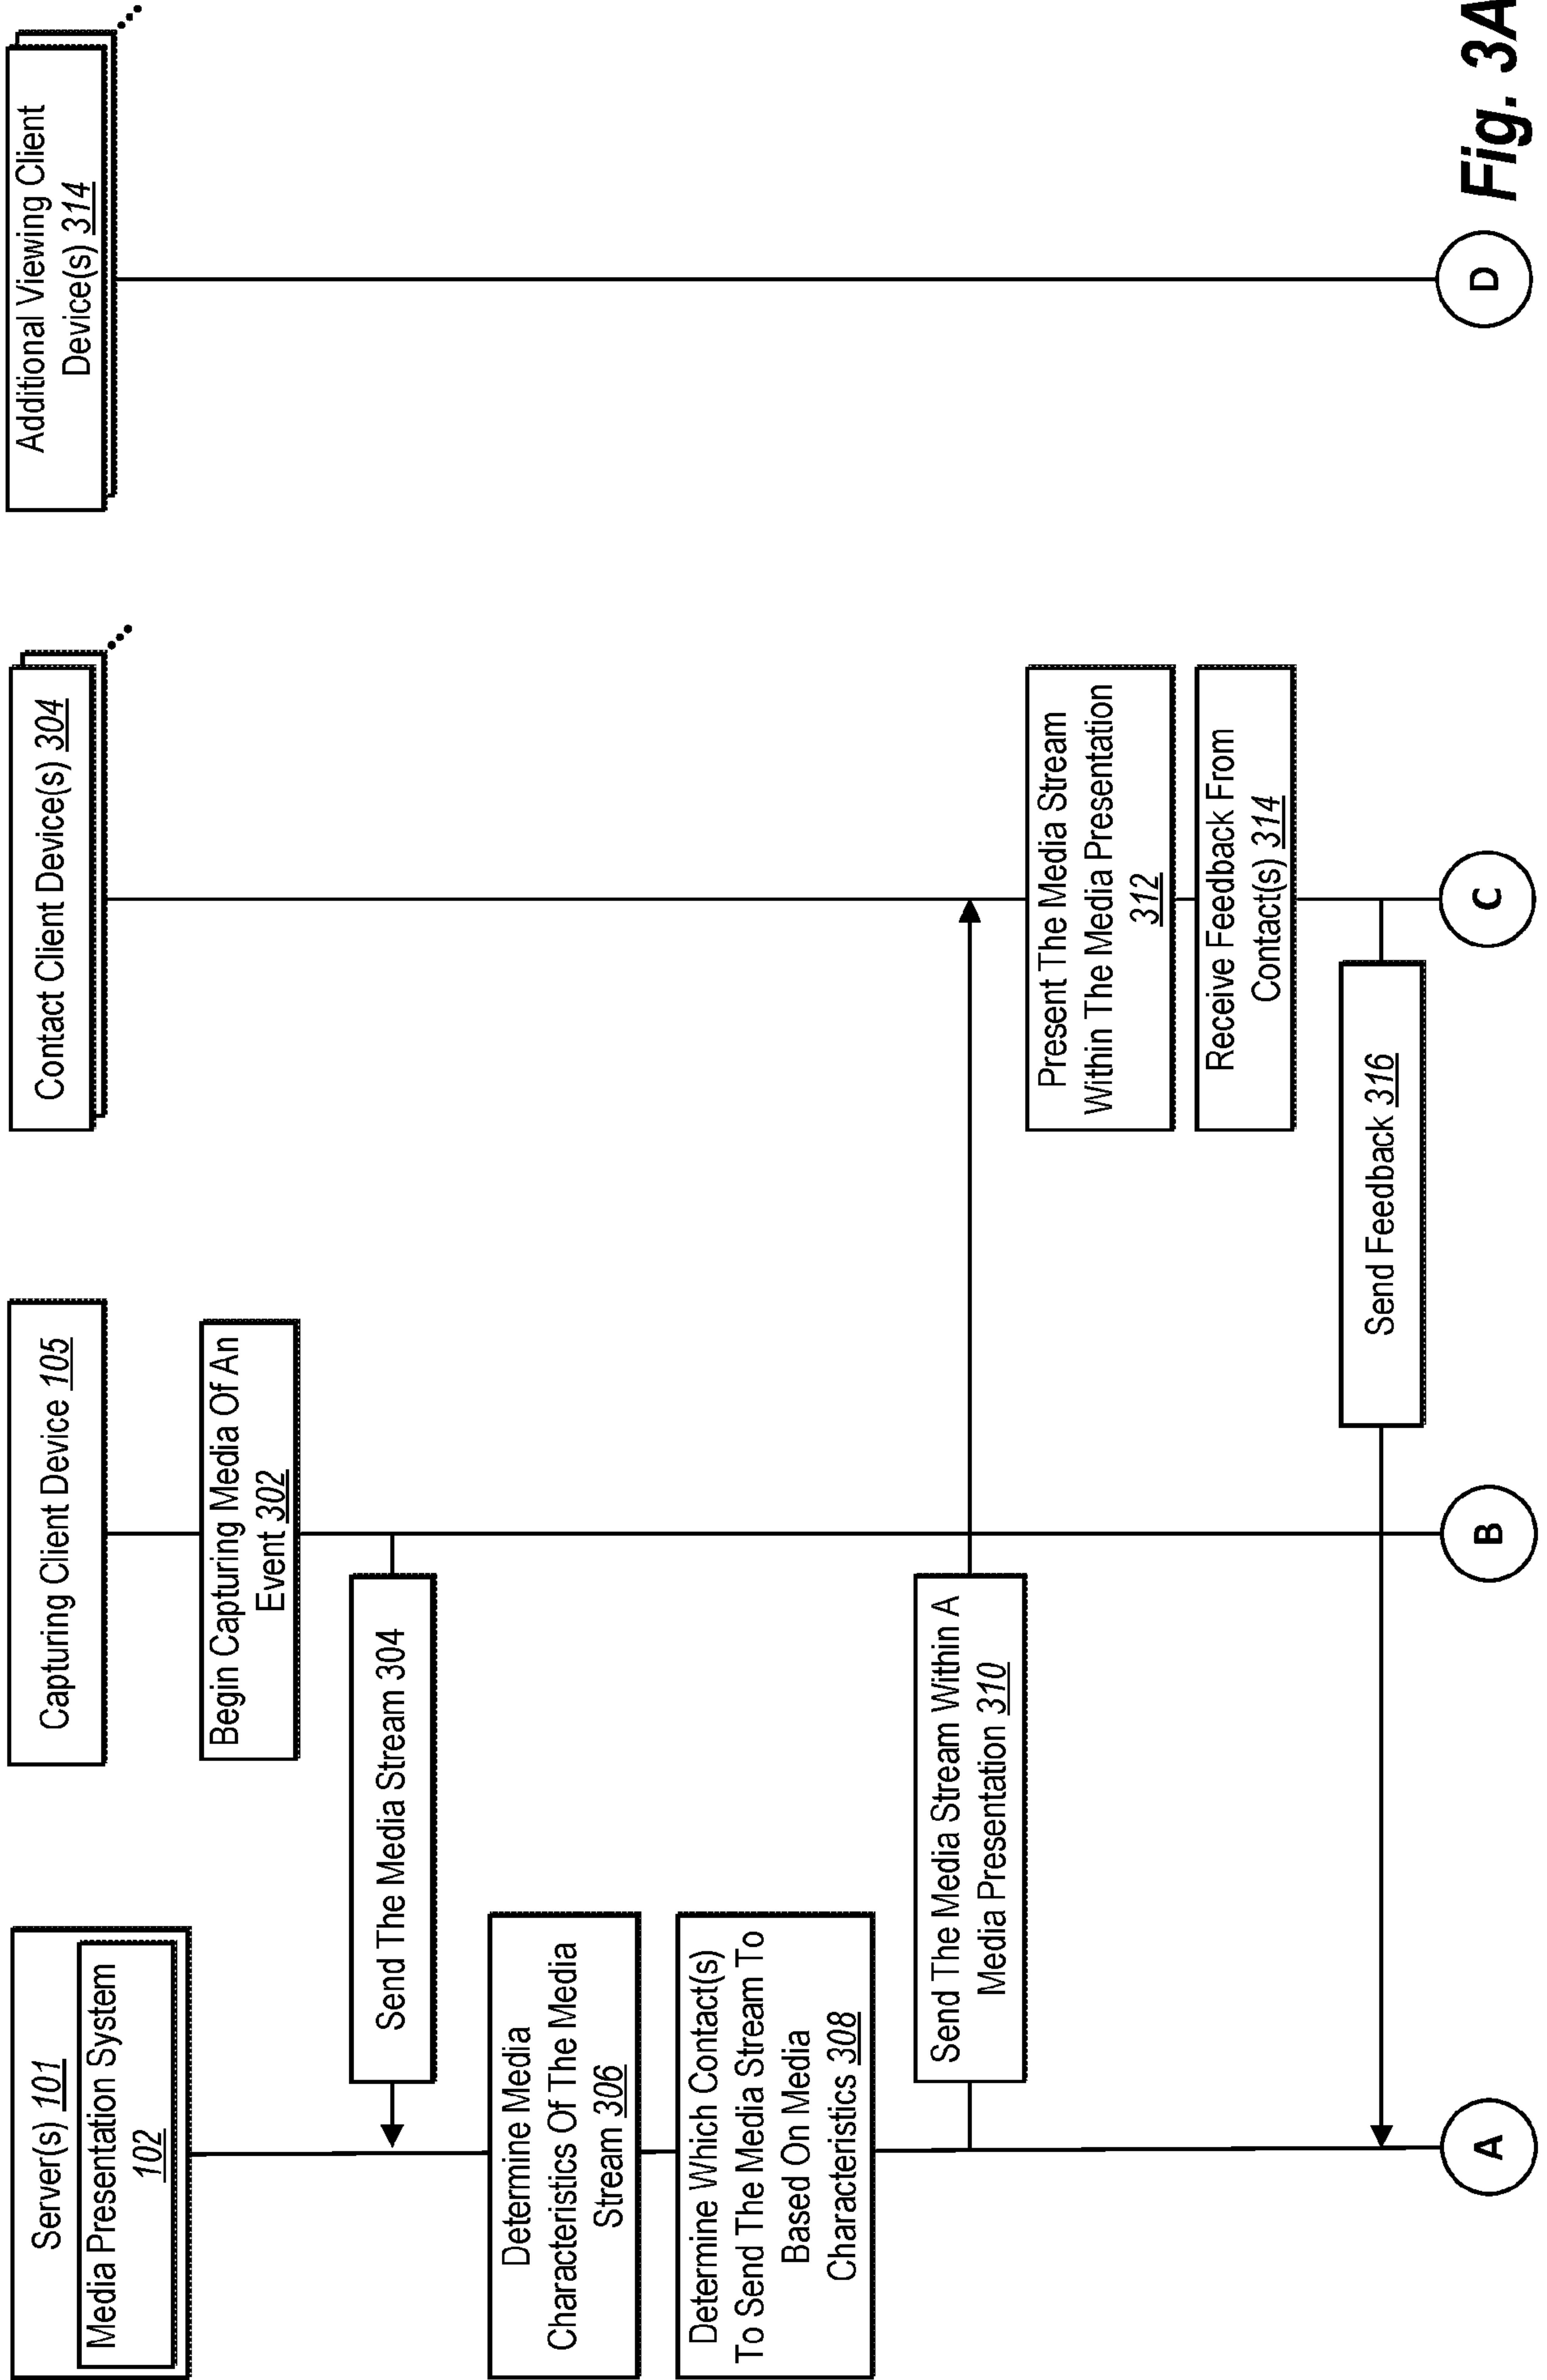 Server(s) 101
Media Presentation System
102
Capturing Client Device 105
Contact Client Device(s) 304
Additional Viewing Client
Device(s) 314
Begin Capturing Media Of An
Event 302
Send The Media Stream 304
Determine Media
Characteristics Of The Media
Stream 306
Determine Which Contact(s)
To Send The Media Stream To
Based On Media
Characteristics 308
Send The Media Stream Within A
Media Presentation 310
Present The Media Stream
Within The Media Presentation
312
Receive Feedback From
Contact(s) 314
Send Feedback 316
A
B
C
D
Fig. 3A